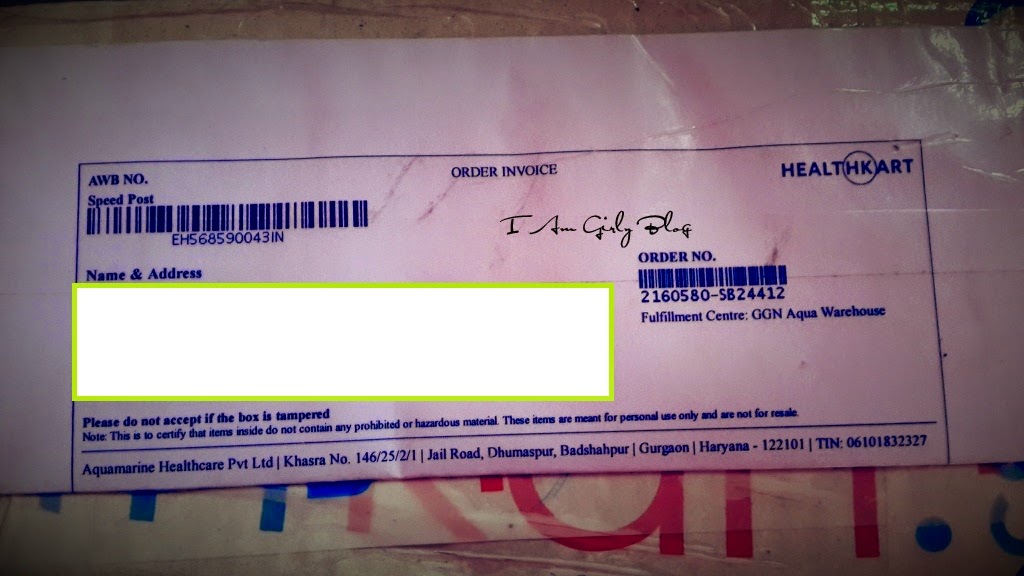 ORDER INVOICE
HEALTHKART
AWB NO.
Speed Post
EH568590043IN
I Am Girly Blog
ORDER NO.
2160580-SB24412
Fulfillment Centre: GGN Aqua Warehouse
Name & Address
Please do not accept if the box is tampered
Note: This is to certify that items inside do not contain any prohibited or hazardous material. These items are meant for personal use only and are not for resale.
Aquamarine Healthcare Pvt Ltd | Khasra No. 146/25/2/1 | Jail Road, Dhumaspur, Badshahpur | Gurgaon | Haryana - 122101 | TIN: 06101832327